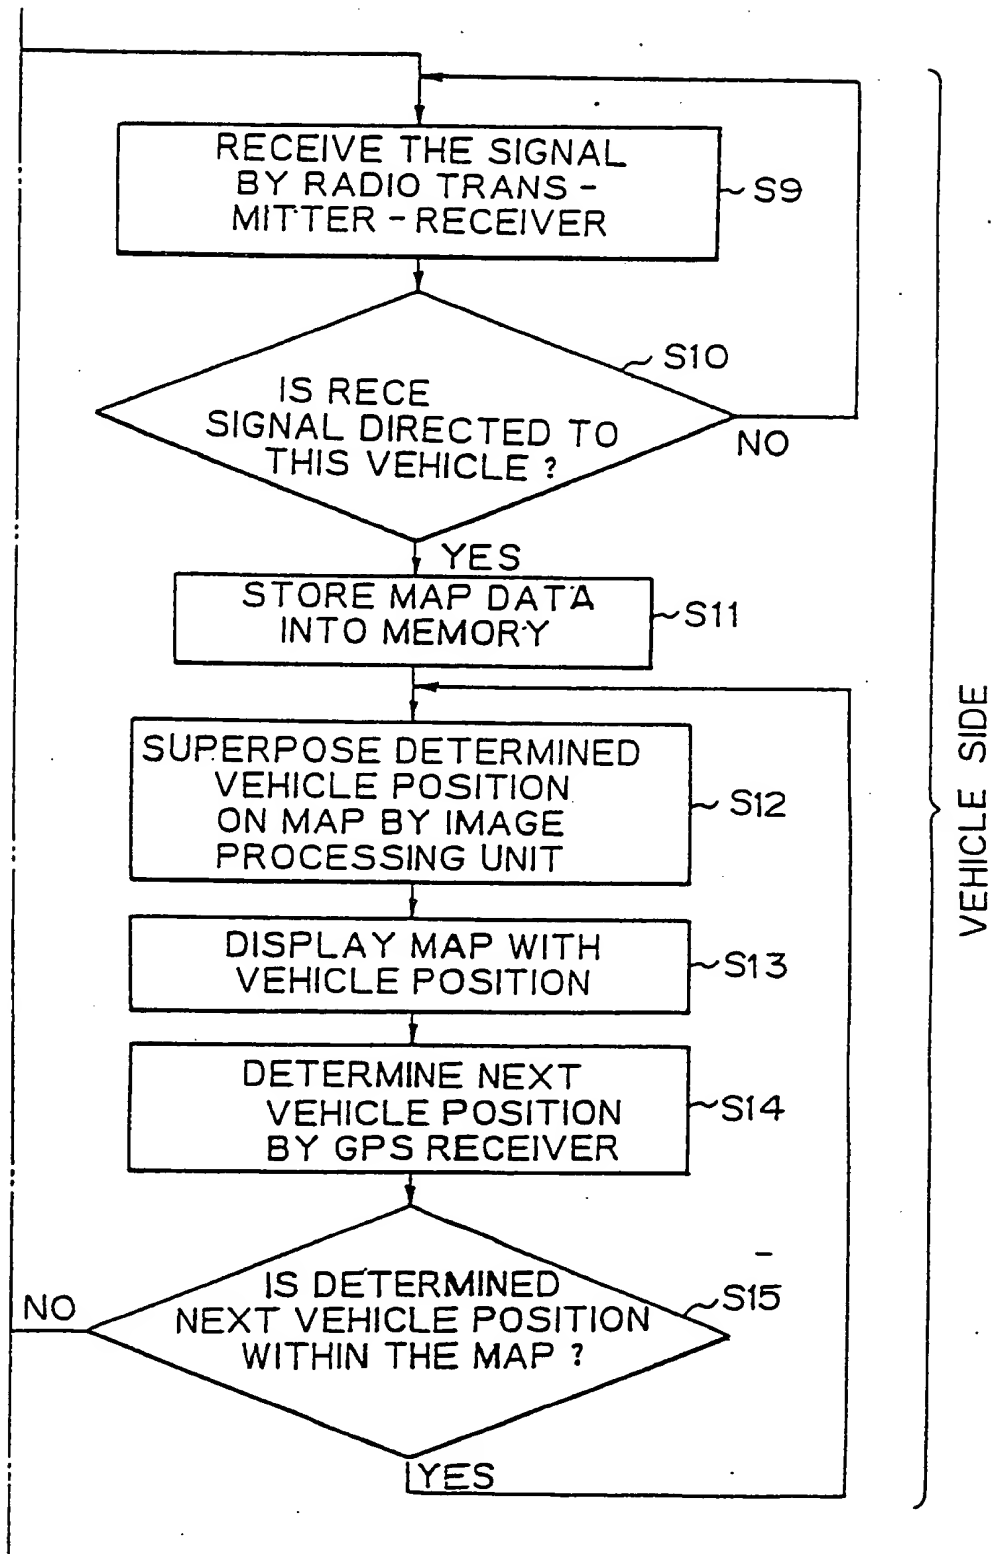 RECEIVE THE SIGNAL
BY RADIO TRANS -
MITTER - RECEIVER
S9
S10
IS RECE
SIGNAL DIRECTED TO
THIS VEHICLE ?
NO
YES
STORE MAP DATA
INTO MEMORY
S11
SUPERPOSE DETERMINED
VEHICLE POSITION
ON MAP BY IMAGE
PROCESSING UNIT
S12
DISPLAY MAP WITH
VEHICLE POSITION
S13
DETERMINE NEXT
VEHICLE POSITION
BY GPS RECEIVER
S14
IS DETERMINED
NEXT VEHICLE POSITION
WITHIN THE MAP ?
S15
NO
YES
VEHICLE SIDE